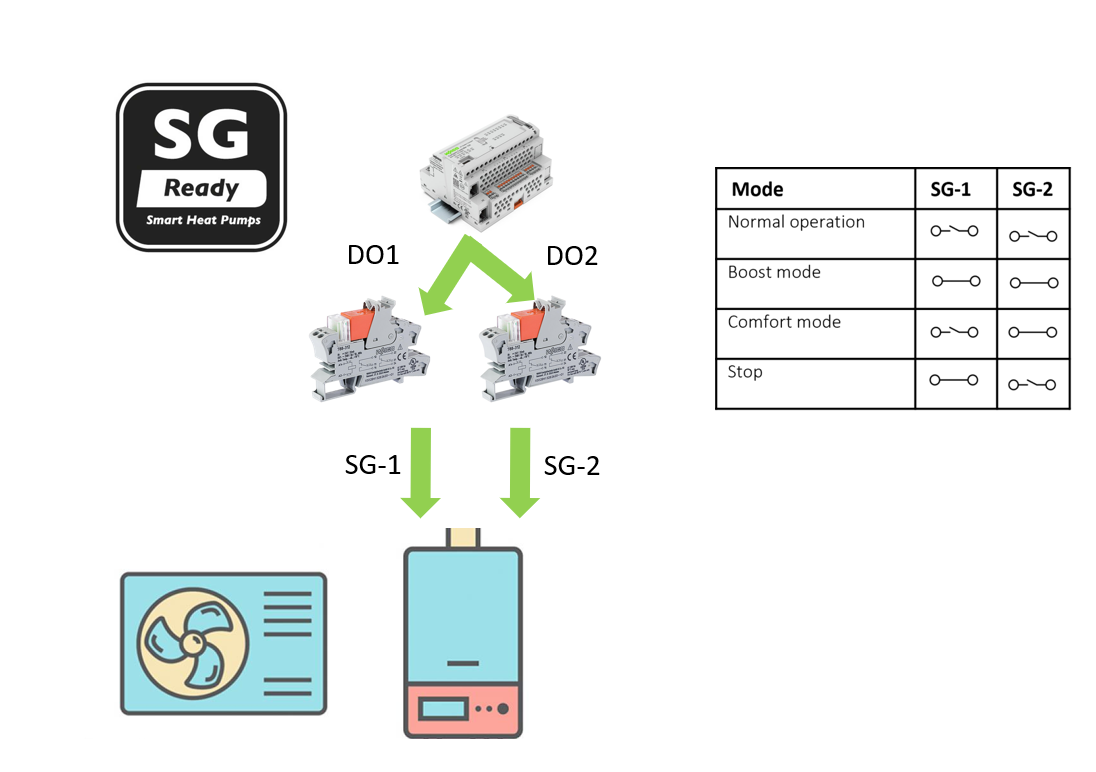 SG
Ready
Smart Heat Pumps
DO1
DO2
SG-1
SG-2
Mode SG-1 SG-2
Normal operation
Boost mode
Comfort mode
Stop